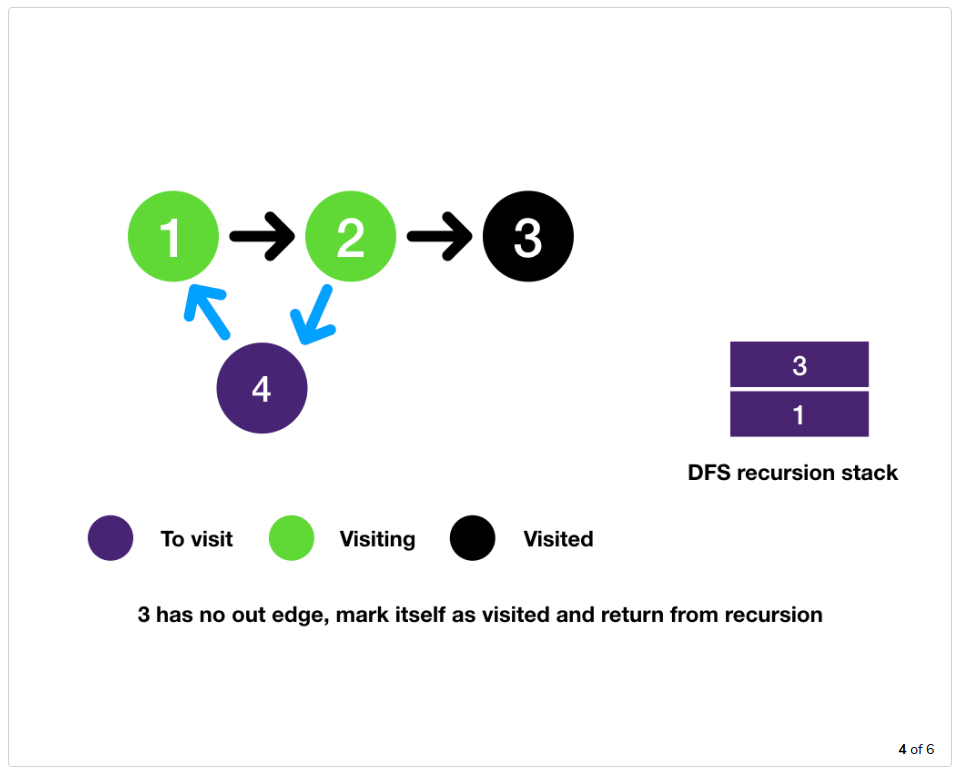 1
2
3
4
3
1
DFS recursion stack
To visit
Visiting
Visited
3 has no out edge, mark itself as visited and return from recursion
4 of 6